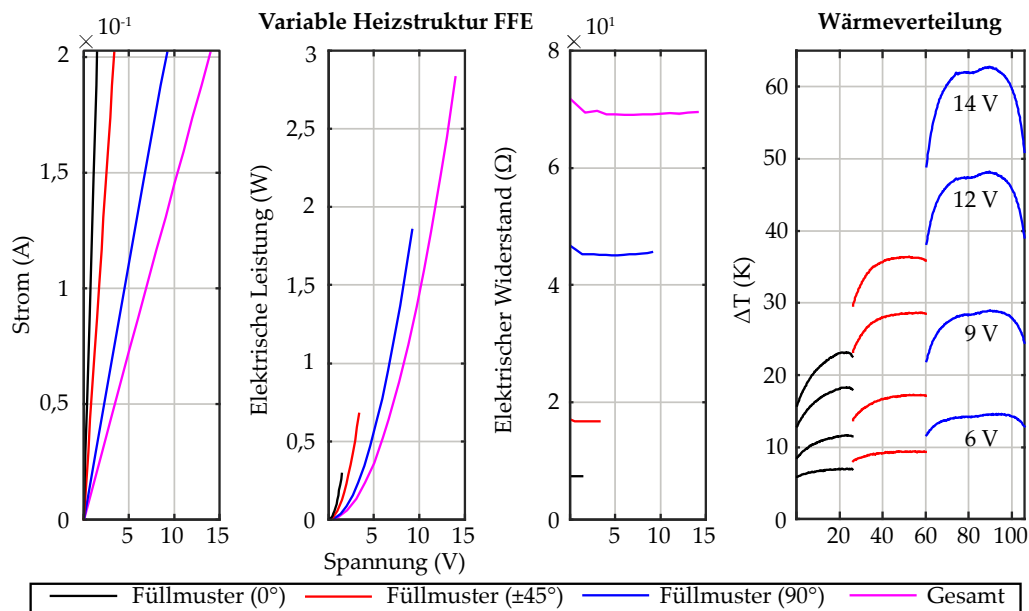 Variable Heizstruktur FFE
Wärmeverteilung
× 10⁻¹
2
1,5
1
0,5
0
5
10
15
Strom (A)
3
2,5
2
1,5
1
0,5
0
5
10
15
Elektrische Leistung (W)
Spannung (V)
× 10¹
8
6
4
2
0
5
10
15
Elektrischer Widerstand (Ω)
60
50
40
30
20
10
0
20
40
60
80
100
ΔT (K)
14 V
12 V
9 V
6 V
Füllmuster (0°)
Füllmuster (±45°)
Füllmuster (90°)
Gesamt